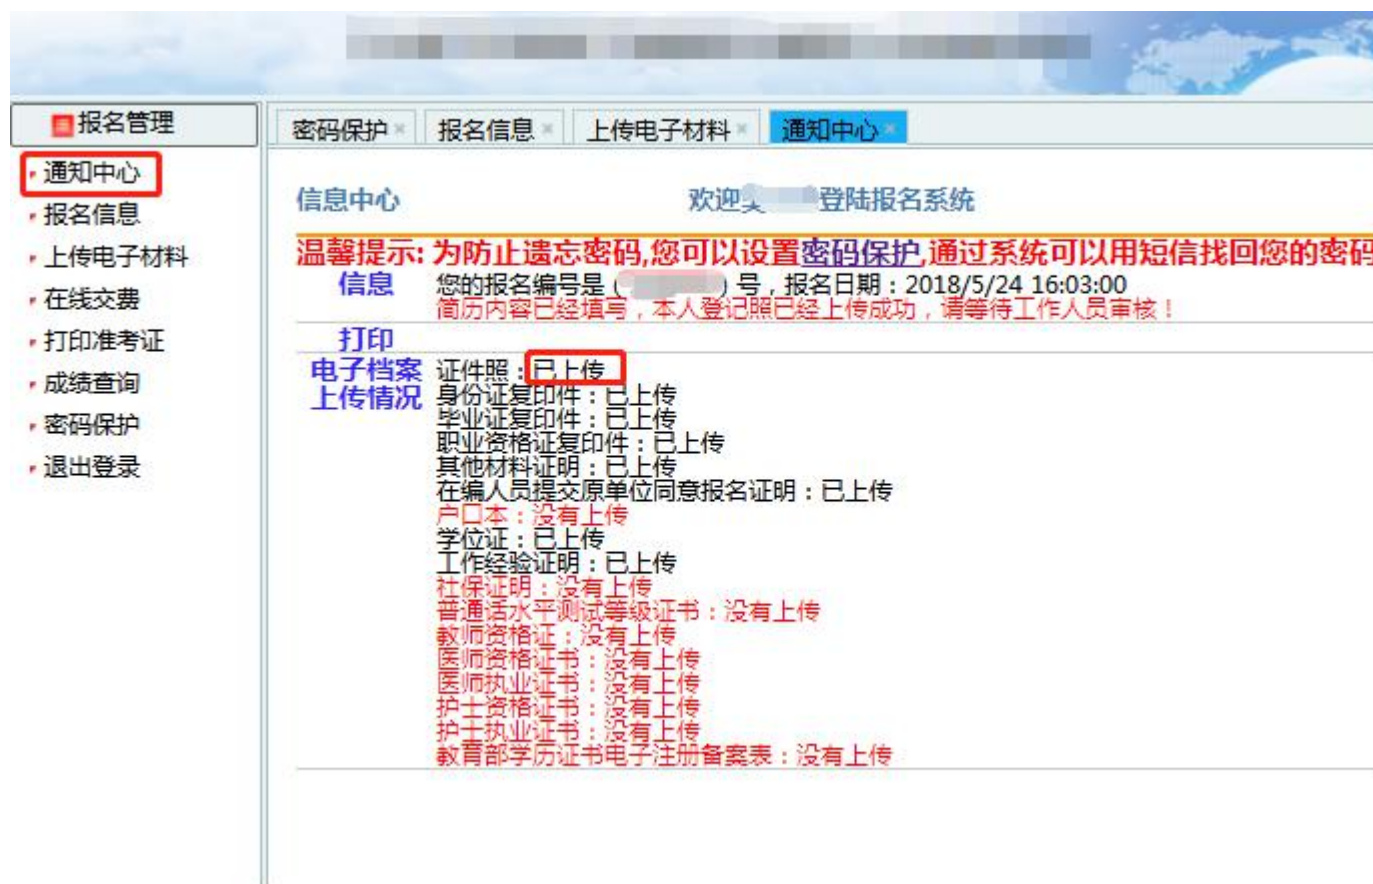 报名管理
通知中心
报名信息
上传电子材料
在线交费
打印准考证
成绩查询
密码保护
退出登录
密码保护× 报名信息× 上传电子材料× 通知中心×
信息中心 欢迎 登陆报名系统
温馨提示: 为防止遗忘密码,您可以设置密码保护,通过系统可以用短信找回您的密码
信息 您的报名编号是 ( ) 号，报名日期：2018/5/24 16:03:00
简历内容已经填写，本人登记照已经上传成功，请等待工作人员审核！
打印
电子档案
上传情况
证件照：已上传
身份证复印件：已上传
毕业证复印件：已上传
职业资格证复印件：已上传
其他材料证明：已上传
在编人员提交原单位同意报名证明：已上传
户口本：没有上传
学位证：已上传
工作经验证明：已上传
社保证明：没有上传
普通话水平测试等级证书：没有上传
教师资格证：没有上传
医师资格证书：没有上传
医师执业证书：没有上传
护士资格证书：没有上传
护士执业证书：没有上传
教育部学历证书电子注册备案表：没有上传